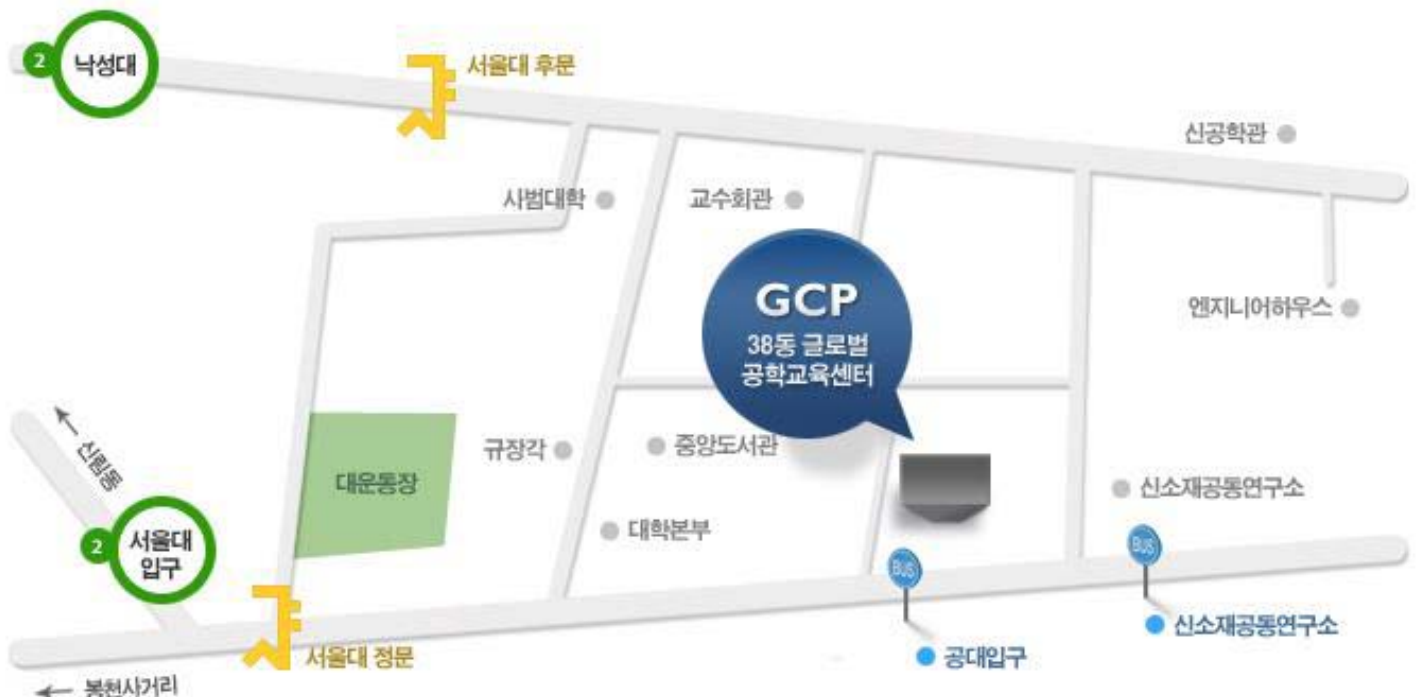 2
낙성대
서울대 후문
신공학관
사범대학
교수회관
GCP
38동 글로벌
공학교육센터
엔지니어하우스
신림동
규장각
중앙도서관
대운동장
신소재공동연구소
2
서울대
입구
대학본부
BUS
BUS
서울대 정문
공대입구
신소재공동연구소
봉천사거리